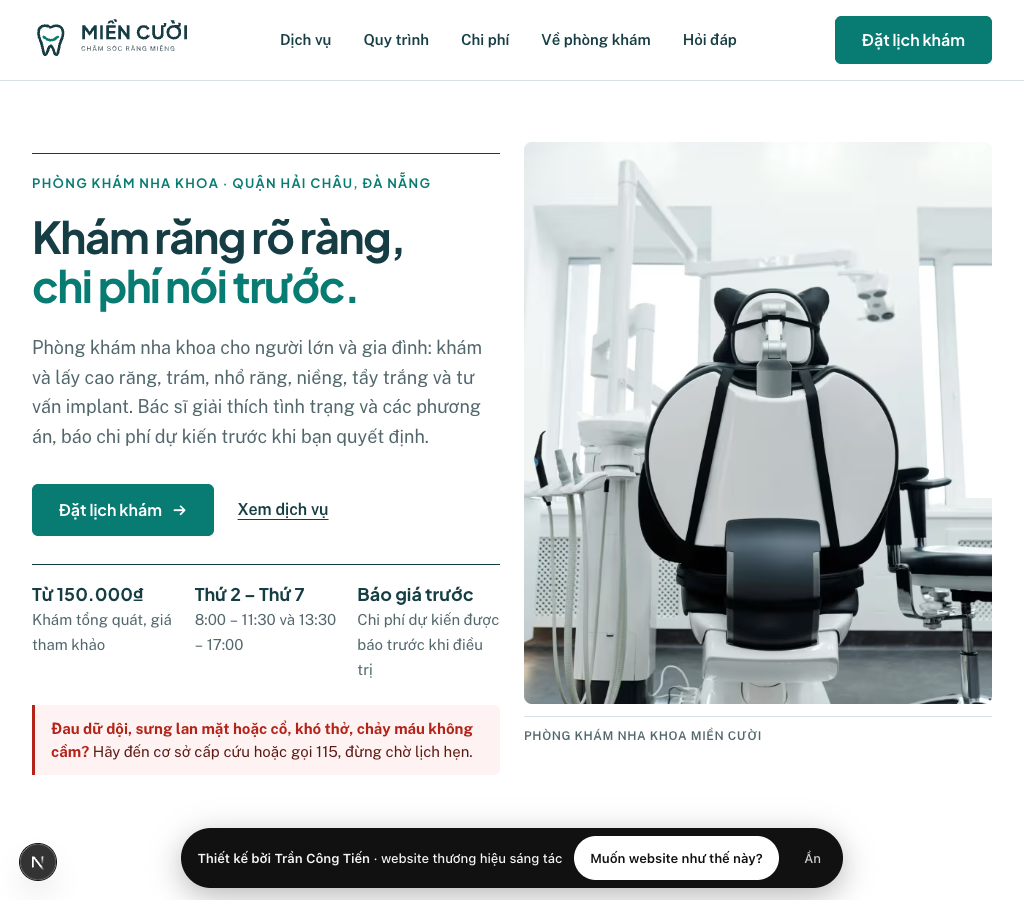 MIỀN CƯỜI
CHĂM SÓC RĂNG MIỆNG
Dịch vụ
Quy trình
Chi phí
Về phòng khám
Hỏi đáp
Đặt lịch khám
PHÒNG KHÁM NHA KHOA · QUẬN HẢI CHÂU, ĐÀ NẴNG
Khám răng rõ ràng,
chi phí nói trước.
Phòng khám nha khoa cho người lớn và gia đình: khám
và lấy cao răng, trám, nhổ răng, niềng, tẩy trắng và tư
vấn implant. Bác sĩ giải thích tình trạng và các phương
án, báo chi phí dự kiến trước khi bạn quyết định.
Đặt lịch khám →
Xem dịch vụ
Từ 150.000₫
Khám tổng quát, giá
tham khảo
Thứ 2 – Thứ 7
8:00 – 11:30 và 13:30
– 17:00
Báo giá trước
Chi phí dự kiến được
báo trước khi điều
trị
Đau dữ dội, sưng lan mặt hoặc cổ, khó thở, chảy máu không
cầm? Hãy đến cơ sở cấp cứu hoặc gọi 115, đừng chờ lịch hẹn.
PHÒNG KHÁM NHA KHOA MIỀN CƯỜI
N
Thiết kế bởi Trần Công Tiến · website thương hiệu sáng tác
Muốn website như thế này?
Ẩn